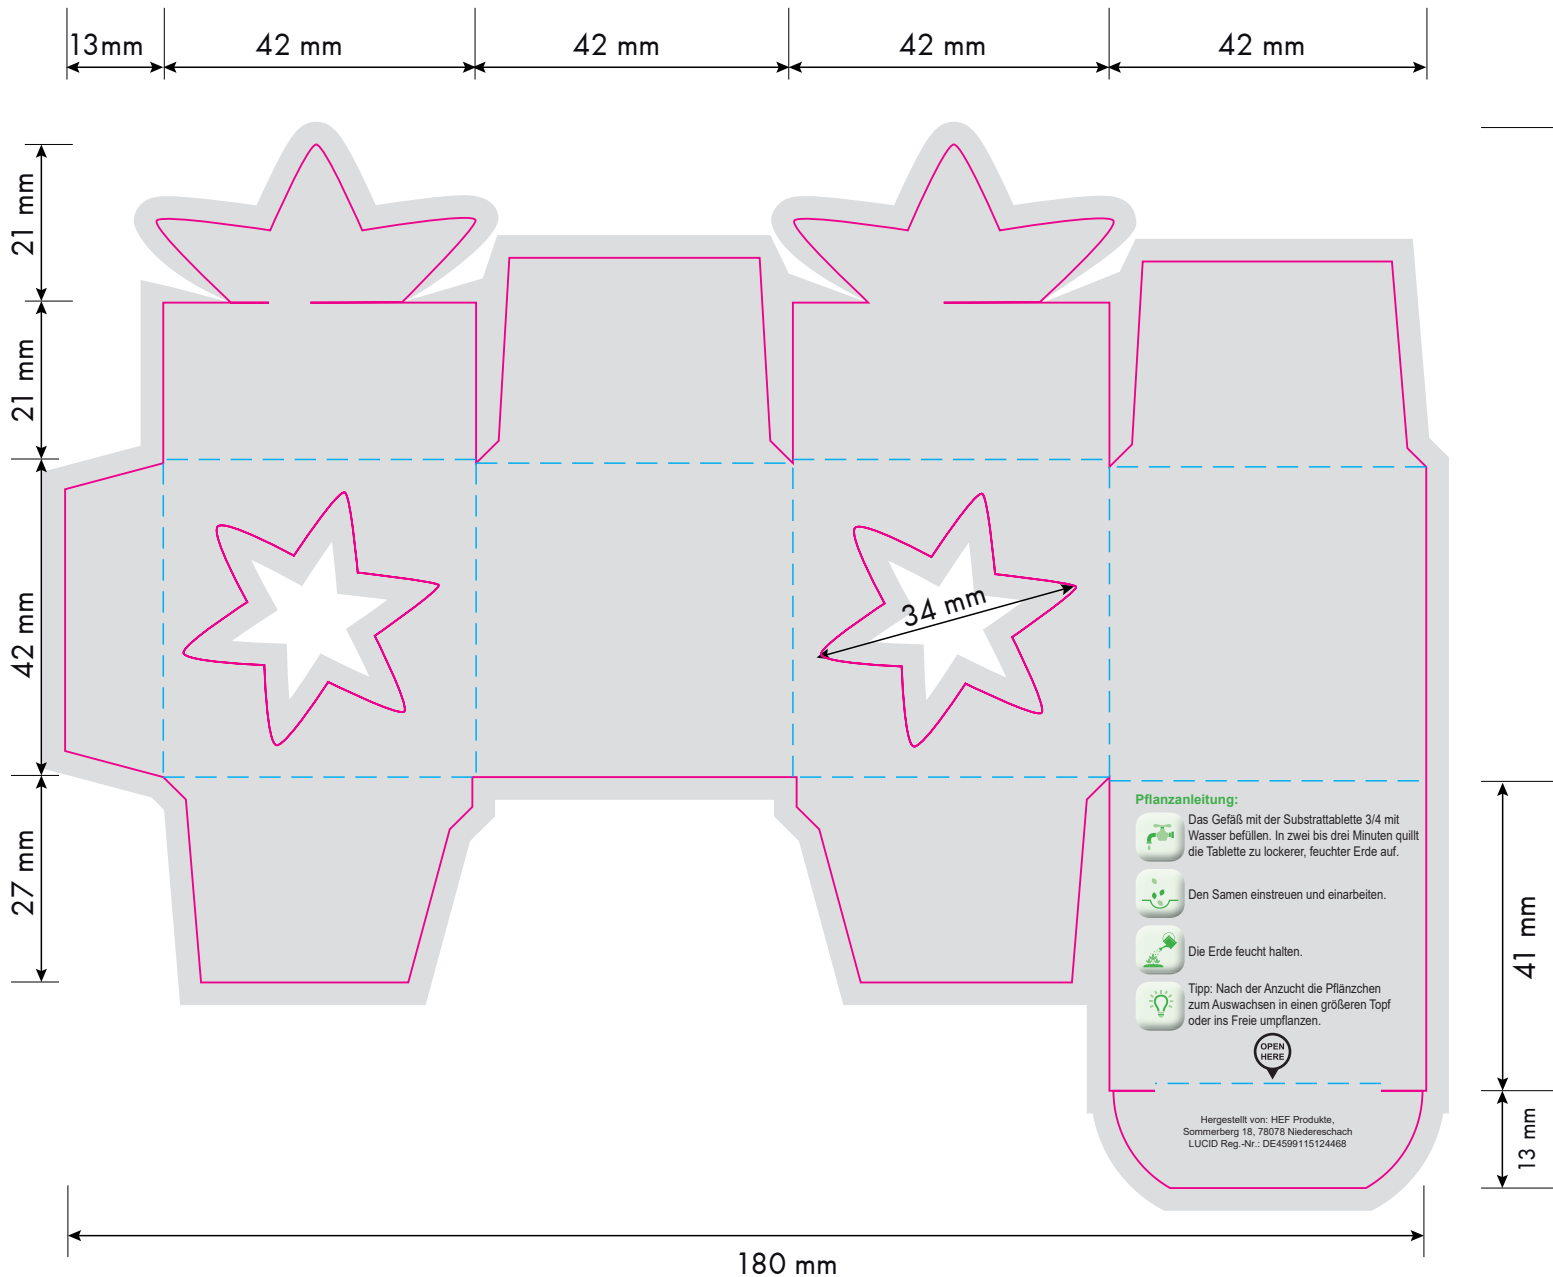 13mm
42 mm
42 mm
42 mm
42 mm
21 mm
21 mm
42 mm
27 mm
34 mm
Pflanzanleitung:
Das Gefäß mit der Substrattablette 3/4 mit
Wasser befüllen. In zwei bis drei Minuten quillt
die Tablette zu lockerer, feuchter Erde auf.
Den Samen einstreuen und einarbeiten.
Die Erde feucht halten.
Tipp: Nach der Anzucht die Pflänzchen
zum Auswachsen in einen größeren Topf
oder ins Freie umpflanzen.
OPEN
HERE
Hergestellt von: HEF Produkte,
Sommerberg 18, 78078 Niedereschach
LUCID Reg.-Nr.: DE4599115124468
41 mm
13 mm
180 mm